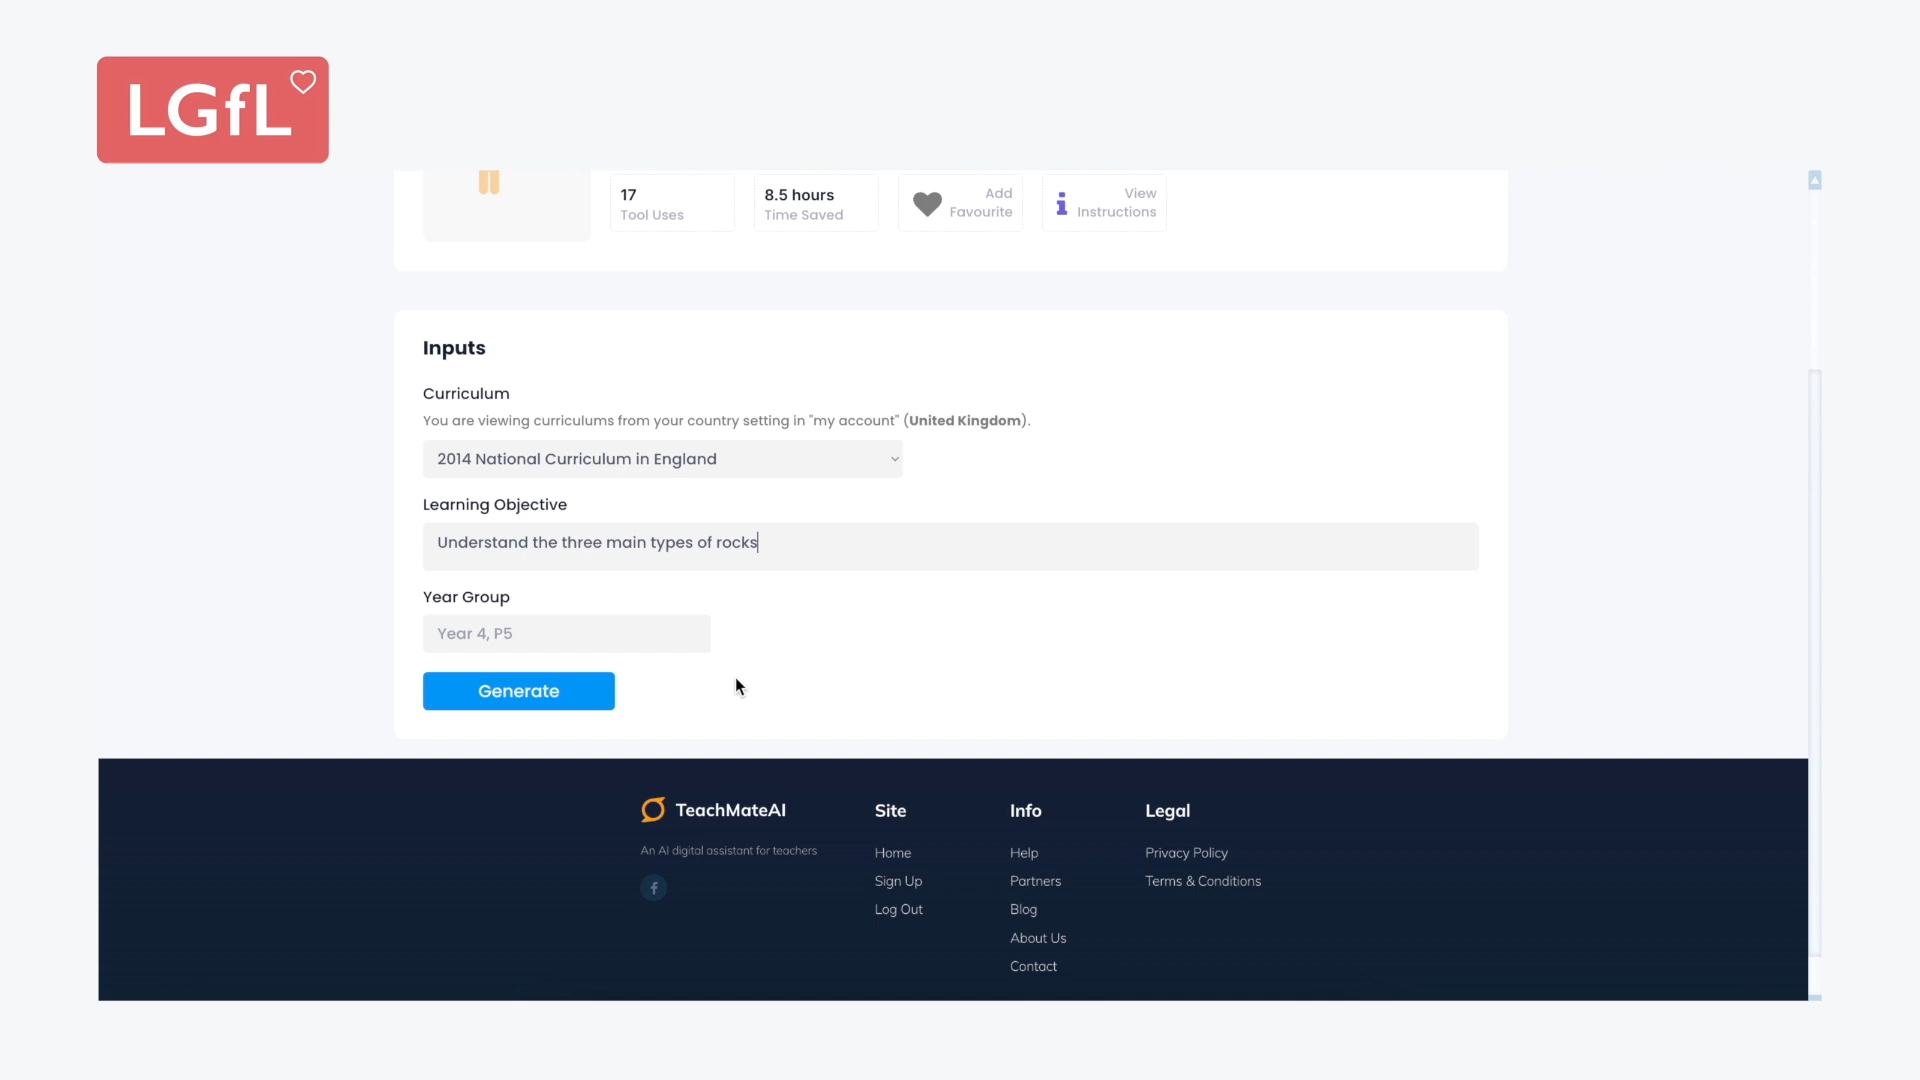 LGfL
17
Tool Uses
8.5 hours
Time Saved
Add
Favourite
View
Instructions
Inputs
Curriculum
You are viewing curriculums from your country setting in "my account" (United Kingdom).
2014 National Curriculum in England
Learning Objective
Understand the three main types of rocks
Year Group
Year 4, P5
Generate
TeachMateAI
An AI digital assistant for teachers
Site
Home
Sign Up
Log Out
Info
Help
Partners
Blog
About Us
Contact
Legal
Privacy Policy
Terms & Conditions